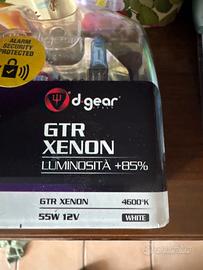 ALARM
SECURITY
PROTECTED
d-gear
GTR
XENON
LUMINOSITÀ +85%
GTR XENON 4600°K
55W 12V WHITE